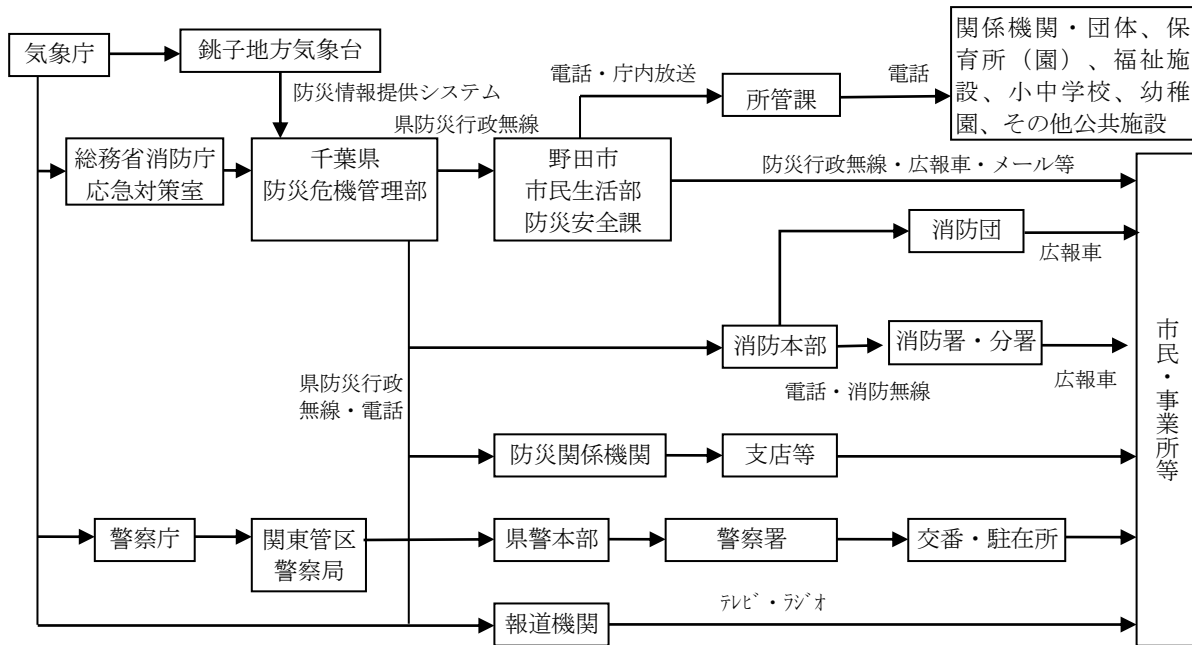 関係機関・団体、保
育所（園）、福祉施
設、小中学校、幼稚
園、その他公共施設
気象庁
銚子地方気象台
電話・庁内放送
電話
所管課
防災情報提供システム
県防災行政無線
総務省消防庁
応急対策室
千葉県
防災危機管理部
野田市
市民生活部
防災安全課
防災行政無線・広報車・メール等
消防団
広報車
消防本部
消防署・分署
電話・消防無線
広報車
県防災行政
無線・電話
市民・事業所等
防災関係機関
支店等
警察庁
関東管区
警察局
県警本部
警察署
交番・駐在所
ﾃﾚﾋﾞ・ﾗｼﾞｵ
報道機関